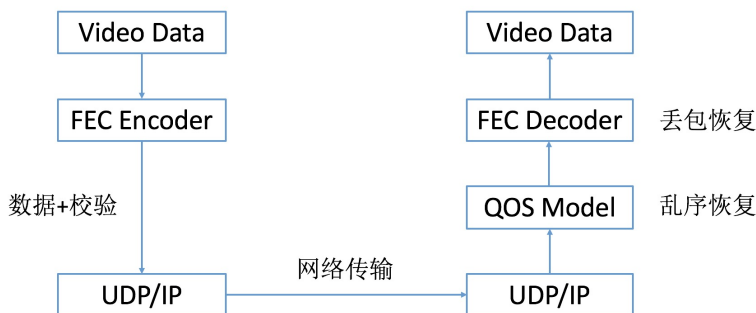 Video Data
Video Data
FEC Encoder
FEC Decoder
丢包恢复
数据+校验
QOS Model
乱序恢复
网络传输
UDP/IP
UDP/IP